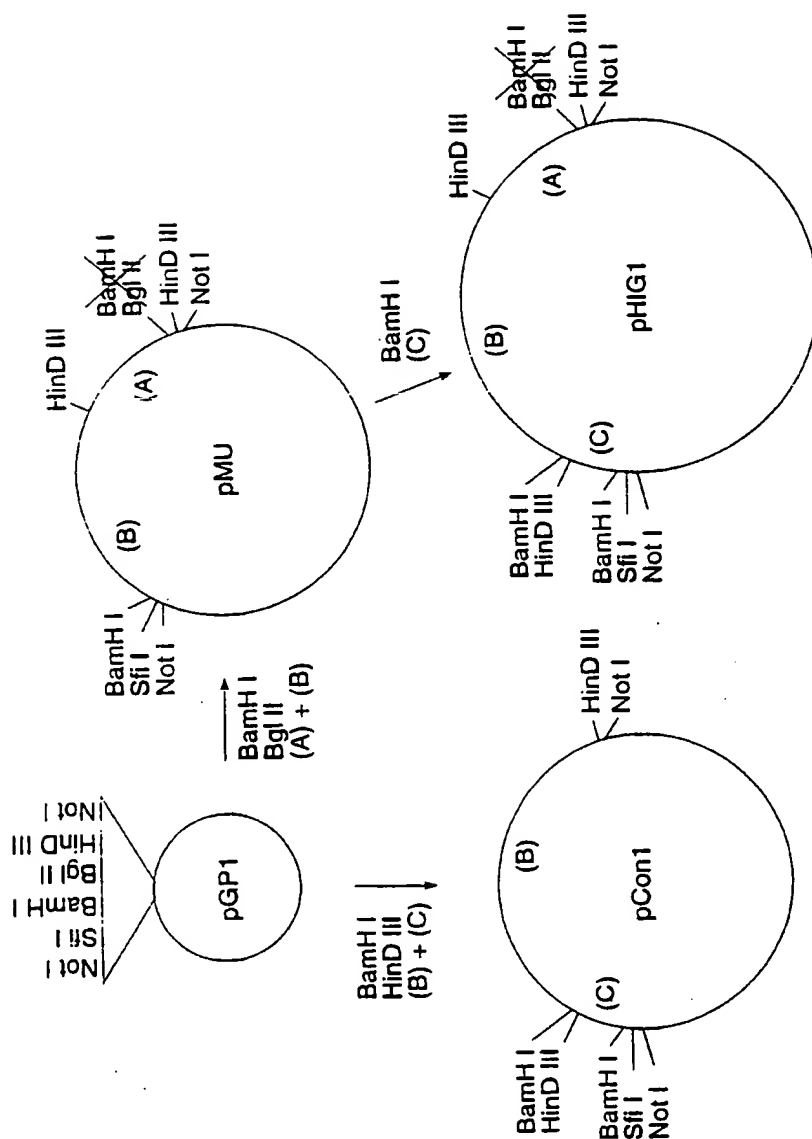 Not I
Sfi I
BamH I
Bgl II
HinD III
Not I
pGP1
BamH I
Bgl II
(A) + (B)
BamH I
HinD III
(B) + (C)
HinD III
BamH I
Bgl II
HinD III
Not I
(A)
(B)
pMU
BamH I
Sfi I
Not I
BamH I
(C)
HinD III
BamH I
Bgl II
HinD III
Not I
(A)
(B)
(C)
pHIG1
BamH I
HinD III
BamH I
Sfi I
Not I
HinD III
Not I
(B)
(C)
pCon1
BamH I
HinD III
BamH I
Sfi I
Not I